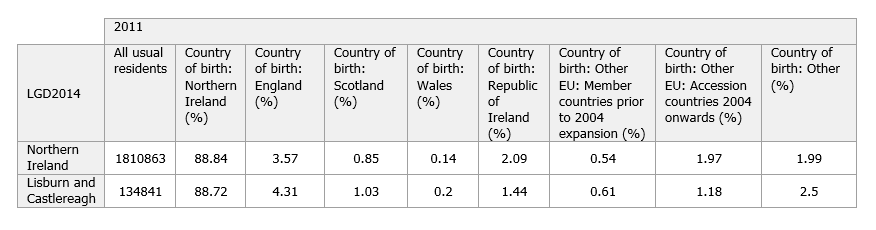 2011
LGD2014
All usual
residents
Country
of birth:
Northern
Ireland
(%)
Country
of birth:
England
(%)
Country of
birth:
Scotland
(%)
Country
of birth:
Wales
(%)
Country
of birth:
Republic
of
Ireland
(%)
Country of
birth: Other
EU: Member
countries prior
to 2004
expansion (%)
Country of
birth: Other
EU: Accession
countries 2004
onwards (%)
Country of
birth: Other
(%)
Northern
Ireland
1810863
88.84
3.57
0.85
0.14
2.09
0.54
1.97
1.99
Lisburn and
Castlereagh
134841
88.72
4.31
1.03
0.2
1.44
0.61
1.18
2.5